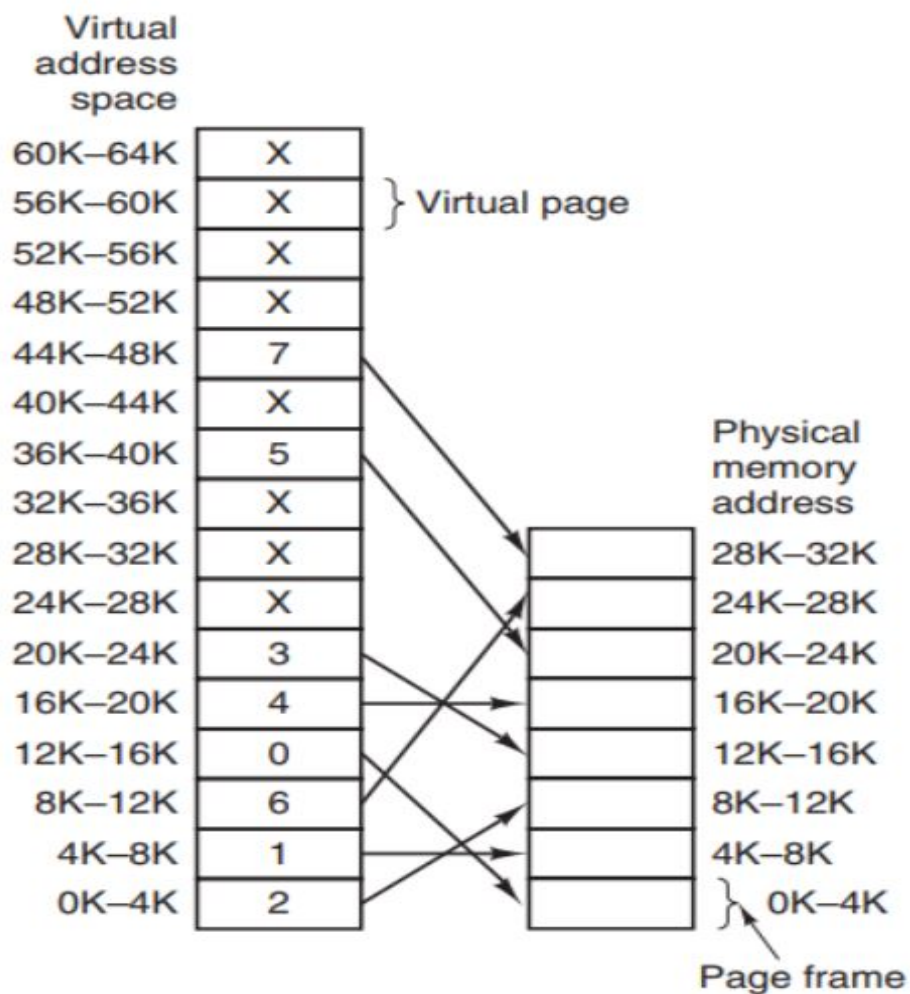 Virtual
address
space
60K–64K X
56K–60K X Virtual page
52K–56K X
48K–52K X
44K–48K 7
40K–44K X
36K–40K 5
32K–36K X
28K–32K X
24K–28K X
20K–24K 3
16K–20K 4
12K–16K 0
8K–12K 6
4K–8K 1
0K–4K 2
Physical
memory
address
28K–32K
24K–28K
20K–24K
16K–20K
12K–16K
8K–12K
4K–8K
0K–4K
Page frame